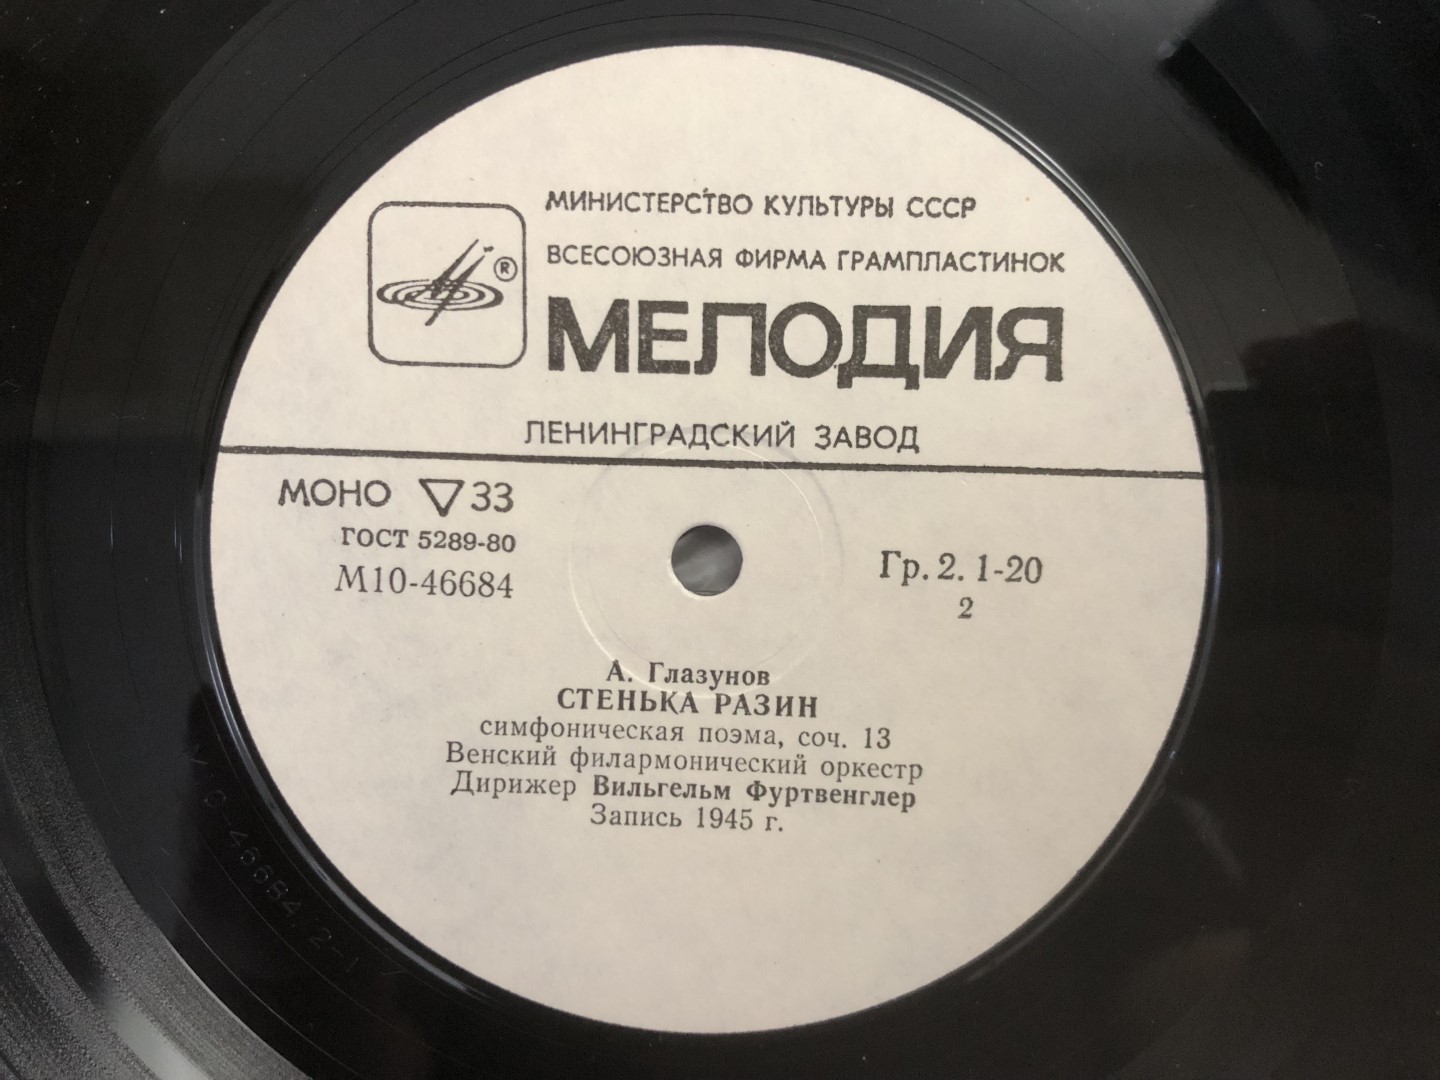 МИНИСТЕРСТВО КУЛЬТУРЫ СССР
ВСЕСОЮЗНАЯ ФИРМА ГРАМПЛАСТИНОК
®
МЕЛОДИЯ
ЛЕНИНГРАДСКИЙ ЗАВОД
МОНО ▽ 33
ГОСТ 5289-80
М10-46684
Гр. 2. 1-20
2
А. Глазунов
СТЕНЬКА РАЗИН
симфоническая поэма, соч. 13
Венский филармонический оркестр
Дирижер Вильгельм Фуртвенглер
Запись 1945 г.